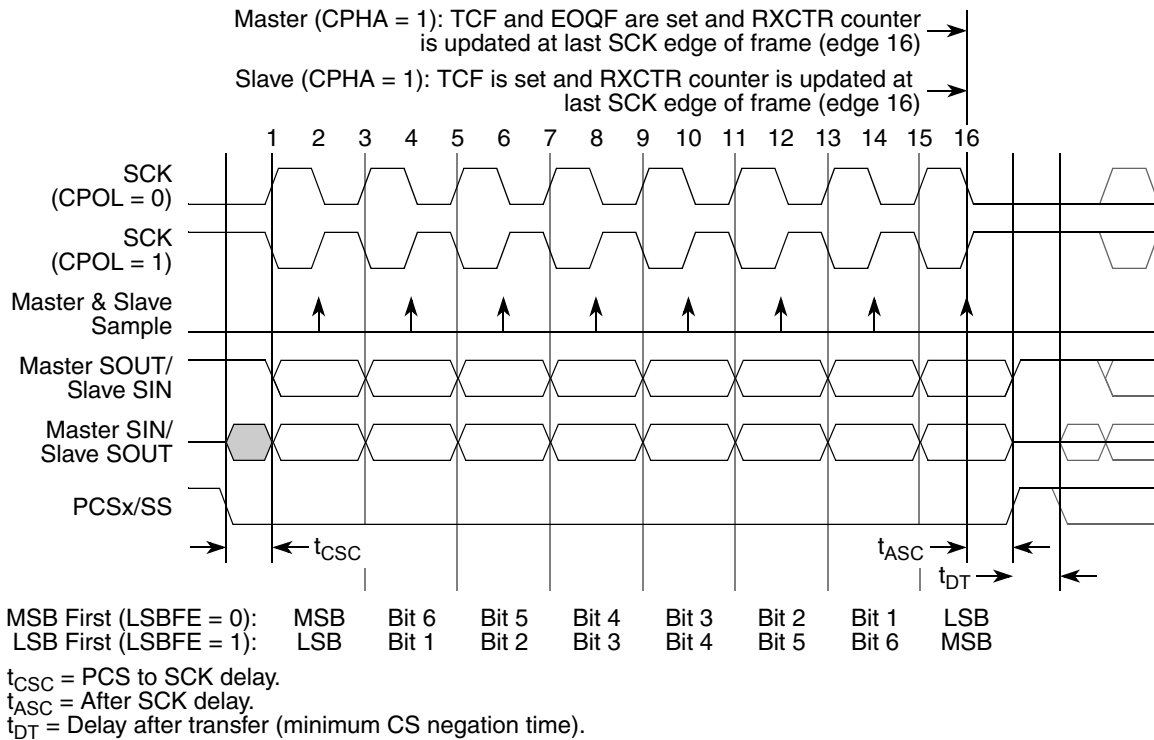 Master (CPHA = 1): TCF and EOQF are set and RXCTR counter
is updated at last SCK edge of frame (edge 16)
Slave (CPHA = 1): TCF is set and RXCTR counter is updated at
last SCK edge of frame (edge 16)
1 2 3 4 5 6 7 8 9 10 11 12 13 14 15 16
SCK
(CPOL = 0)
SCK
(CPOL = 1)
Master & Slave
Sample
Master SOUT/
Slave SIN
Master SIN/
Slave SOUT
PCSx/SS
tCSC tASC
tDT
MSB First (LSBFE = 0): MSB Bit 6 Bit 5 Bit 4 Bit 3 Bit 2 Bit 1 LSB
LSB First (LSBFE = 1): LSB Bit 1 Bit 2 Bit 3 Bit 4 Bit 5 Bit 6 MSB
tCSC = PCS to SCK delay.
tASC = After SCK delay.
tDT = Delay after transfer (minimum CS negation time).